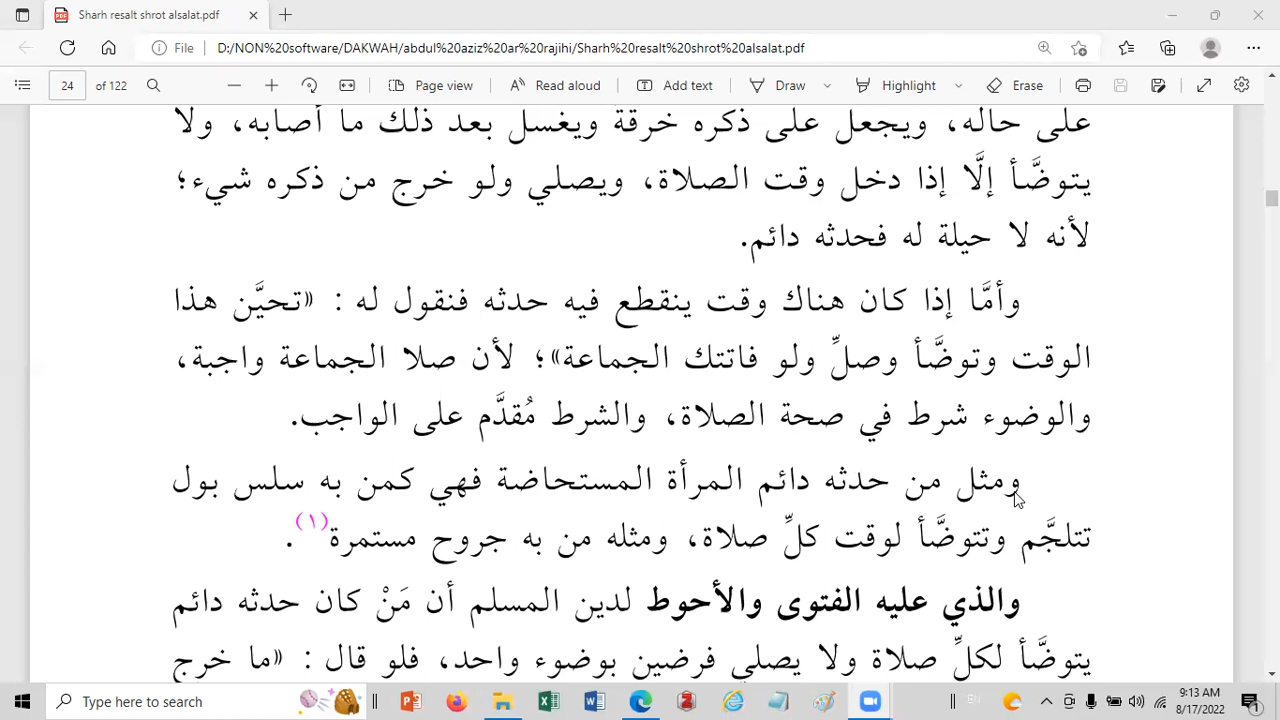 Sharh resalt shrot alsalat.pdf
File
D:/NON%20software/DAKWAH/abdul%20aziz%20ar%20rajihi/Sharh%20resalt%20shrot%20alsalat.pdf
24 of 122
Page view
Read aloud
Add text
Draw
Highlight
Erase
على حاله، ويجعل على ذكره خرقة ويغسل بعد ذلك ما أصابه، ولا
يتوضَّأ إلَّا إذا دخل وقت الصلاة، ويصلي ولو خرج من ذكره شيء؛
لأنه لا حيلة له فحدثه دائم.
وأمَّا إذا كان هناك وقت ينقطع فيه حدثه فنقول له : «تحيَّن هذا
الوقت وتوضَّأ وصلِّ ولو فاتتك الجماعة»؛ لأن صلا الجماعة واجبة،
والوضوء شرط في صحة الصلاة، والشرط مُقدَّم على الواجب.
ومثل من حدثه دائم المرأة المستحاضة فهي كمن به سلس بول
تتلجَّم وتتوضَّأ لوقت كلِّ صلاة، ومثله من به جروح مستمرة(١).
والذي عليه الفتوى والأحوط لدين المسلم أن مَنْ كان حدثه دائم
يتوضَّأ لكلِّ صلاة ولا يصلي فرضين بوضوء واحد، فلو قال : «ما خرج
Type here to search
9:13 AM
8/17/2022